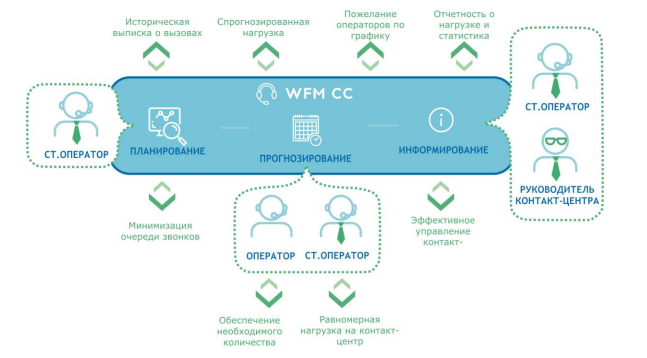 Историческая
выписка о вызовах
Спрогнозированная
нагрузка
Пожелание
операторов по
графику
Отчетность о
нагрузке и
статистика
WFM CC
СТ.ОПЕРАТОР
ПЛАНИРОВАНИЕ
ПРОГНОЗИРОВАНИЕ
ИНФОРМИРОВАНИЕ
СТ.ОПЕРАТОР
РУКОВОДИТЕЛЬ
КОНТАКТ-ЦЕНТРА
Минимизация
очереди звонков
ОПЕРАТОР
СТ.ОПЕРАТОР
Эффективное
управление
контакт-
Обеспечение
необходимого
количества
Равномерная
нагрузка на контакт-
центр